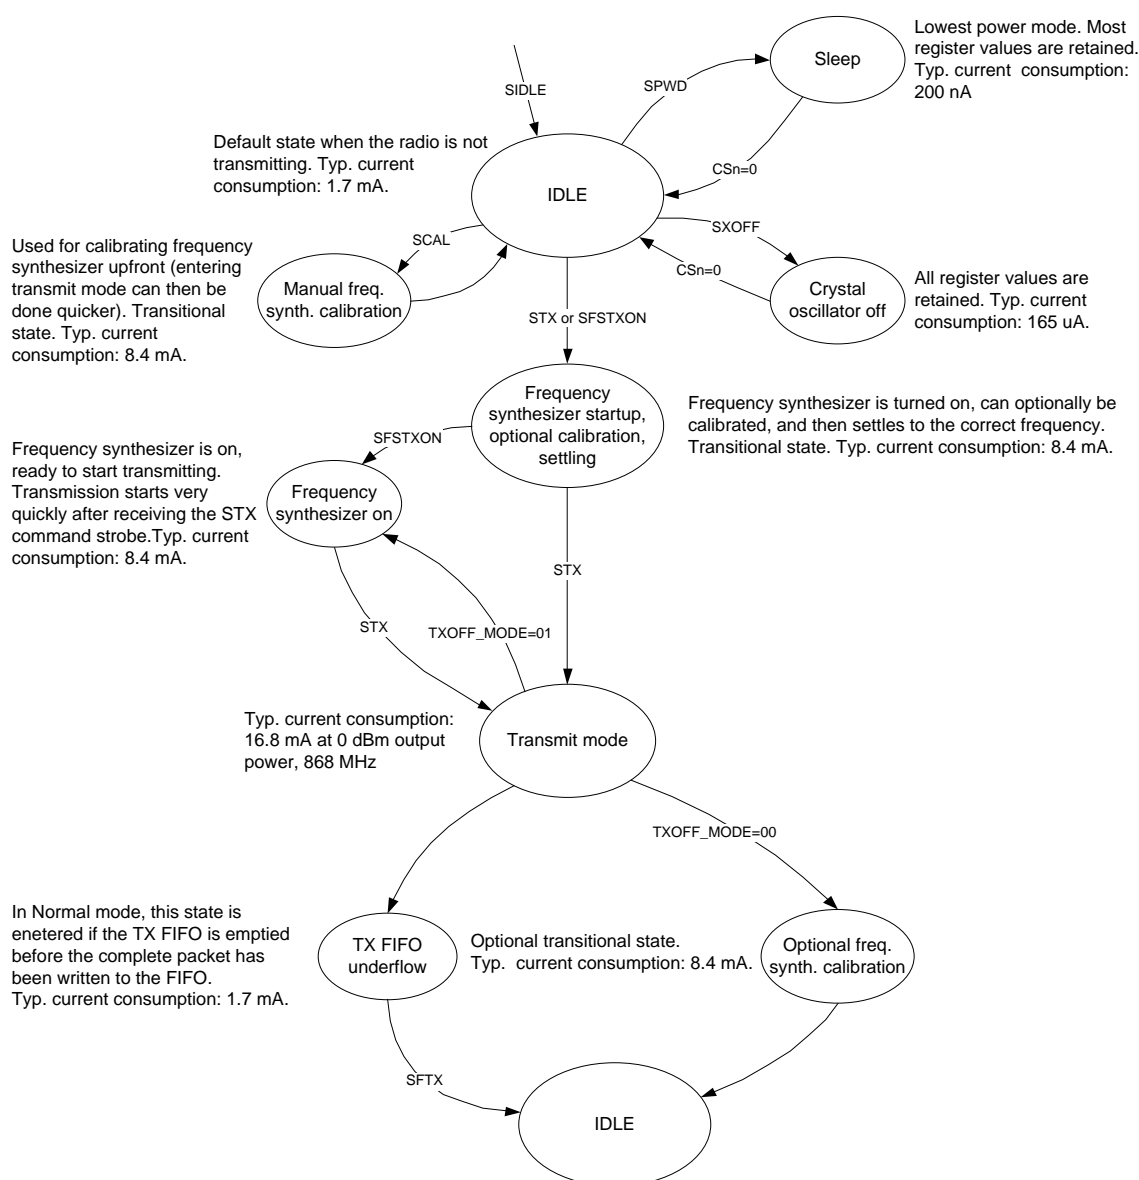 Lowest power mode. Most
register values are retained.
Typ. current consumption:
200 nA
Sleep
SIDLE
SPWD
Default state when the radio is not
transmitting. Typ. current
consumption: 1.7 mA.
CSn=0
IDLE
SXOFF
SCAL
Used for calibrating frequency
synthesizer upfront (entering
transmit mode can then be
done quicker). Transitional
state. Typ. current
consumption: 8.4 mA.
Manual freq.
synth. calibration
CSn=0
Crystal
oscillator off
All register values are
retained. Typ. current
consumption: 165 uA.
STX or SFSTXON
Frequency
synthesizer startup,
optional calibration,
settling
Frequency synthesizer is turned on, can optionally be
calibrated, and then settles to the correct frequency.
Transitional state. Typ. current consumption: 8.4 mA.
SFSTXON
Frequency synthesizer is on,
ready to start transmitting.
Transmission starts very
quickly after receiving the STX
command strobe.Typ. current
consumption: 8.4 mA.
Frequency
synthesizer on
STX
STX
TXOFF_MODE=01
Typ. current consumption:
16.8 mA at 0 dBm output
power, 868 MHz
Transmit mode
TXOFF_MODE=00
In Normal mode, this state is
enetered if the TX FIFO is emptied
before the complete packet has
been written to the FIFO.
Typ. current consumption: 1.7 mA.
TX FIFO
underflow
Optional transitional state.
Typ. current consumption: 8.4 mA.
Optional freq.
synth. calibration
SFTX
IDLE